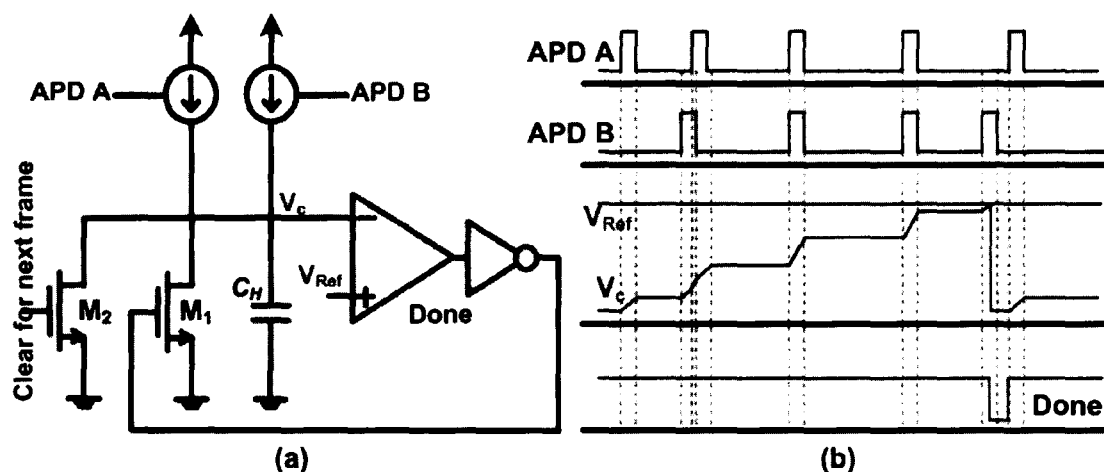 APD A
APD B
V_c
V_Ref
+
Done
C_H
M_2
M_1
Clear for next frame
(a)
APD A
APD B
V_Ref
V_c
Done
(b)